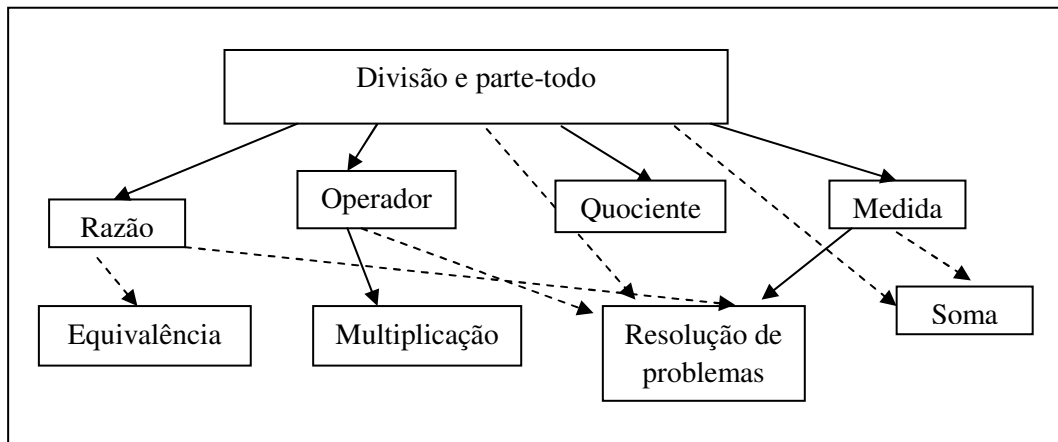 Divisão e parte-todo
Operador
Quociente
Medida
Razão
Equivalência
Multiplicação
Resolução de
problemas
Soma